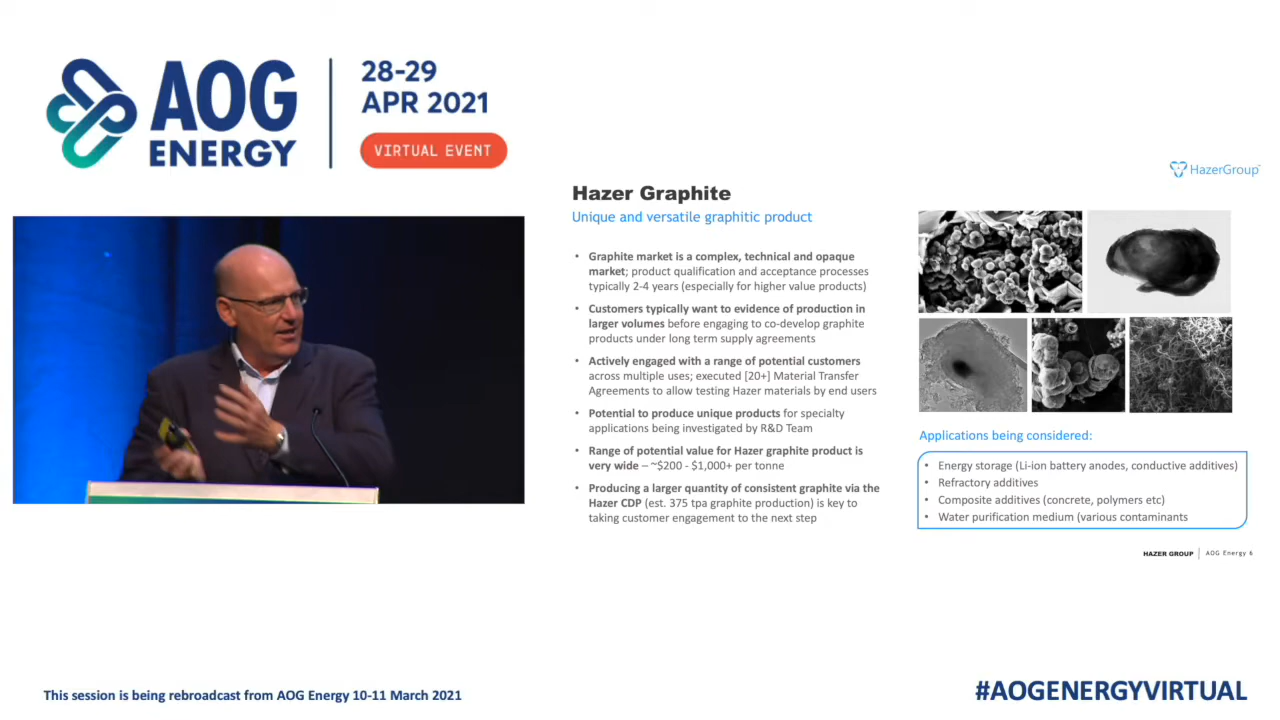 AOG
ENERGY
28-29
APR 2021
VIRTUAL EVENT
HazerGroup
Hazer Graphite
Unique and versatile graphitic product
• Graphite market is a complex, technical and opaque
market; product qualification and acceptance processes
typically 2-4 years (especially for higher value products)
• Customers typically want to evidence of production in
larger volumes before engaging to co-develop graphite
products under long term supply agreements
• Actively engaged with a range of potential customers
across multiple uses; executed [20+] Material Transfer
Agreements to allow testing Hazer materials by end users
• Potential to produce unique products for specialty
applications being investigated by R&D Team
• Range of potential value for Hazer graphite product is
very wide – ~$200 - $1,000+ per tonne
• Producing a larger quantity of consistent graphite via the
Hazer CDP (est. 375 tpa graphite production) is key to
taking customer engagement to the next step
Applications being considered:
• Energy storage (Li-ion battery anodes, conductive additives)
• Refractory additives
• Composite additives (concrete, polymers etc)
• Water purification medium (various contaminants
HAZER GROUP | AOG Energy 6
This session is being rebroadcast from AOG Energy 10-11 March 2021
#AOGENERGYVIRTUAL